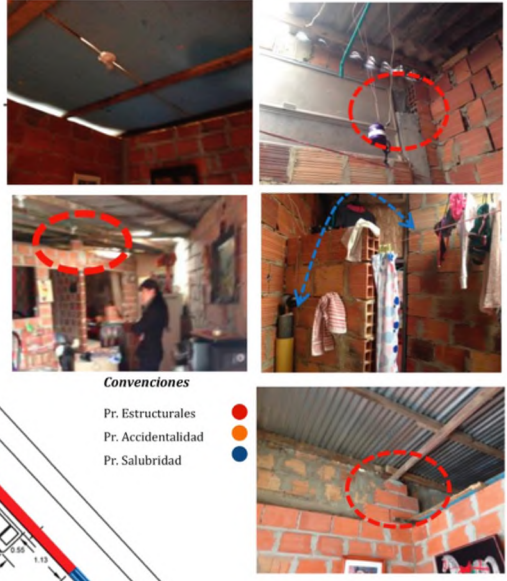 Convenciones
Pr. Estructurales
Pr. Accidentalidad
Pr. Salubridad
0.55
1.13